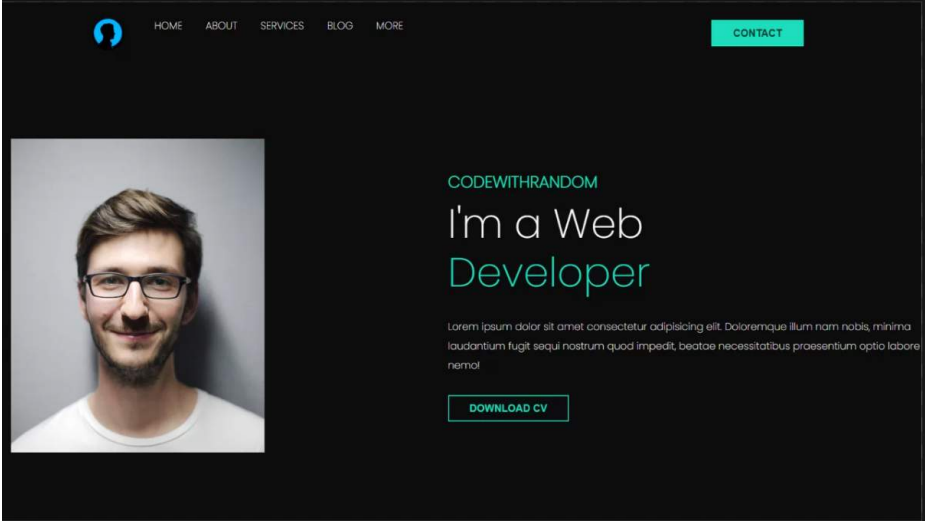 HOME ABOUT SERVICES BLOG MORE CONTACT
CODEWITHRANDOM
I'm a Web
Developer
Lorem ipsum dolor sit amet consectetur adipisicing elit. Doloremque illum nam nobis, minima
laudantium fugit sequi nostrum quod impedit, beatae necessitatibus praesentium optio labore
nemo!
DOWNLOAD CV